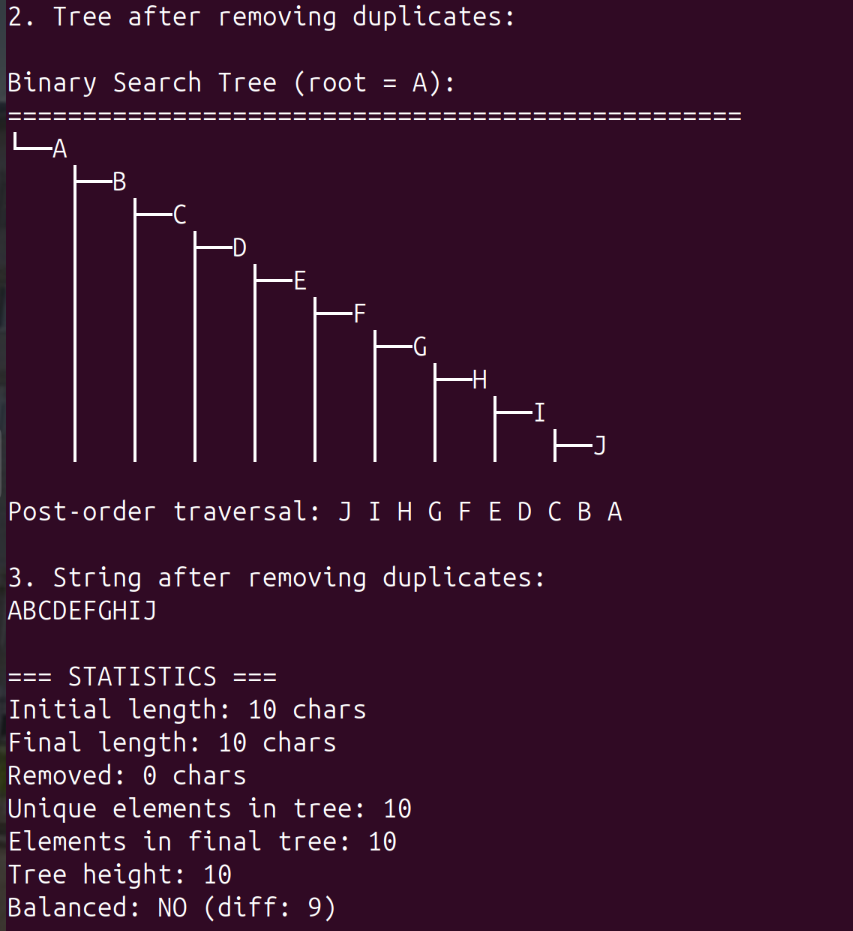 2. Tree after removing duplicates:
Binary Search Tree (root = A):
=================================================
└──A
├──B
├──C
├──D
├──E
├──F
├──G
├──H
├──I
├──J
Post-order traversal: J I H G F E D C B A
3. String after removing duplicates:
ABCDEFGHIJ
=== STATISTICS ===
Initial length: 10 chars
Final length: 10 chars
Removed: 0 chars
Unique elements in tree: 10
Elements in final tree: 10
Tree height: 10
Balanced: NO (diff: 9)